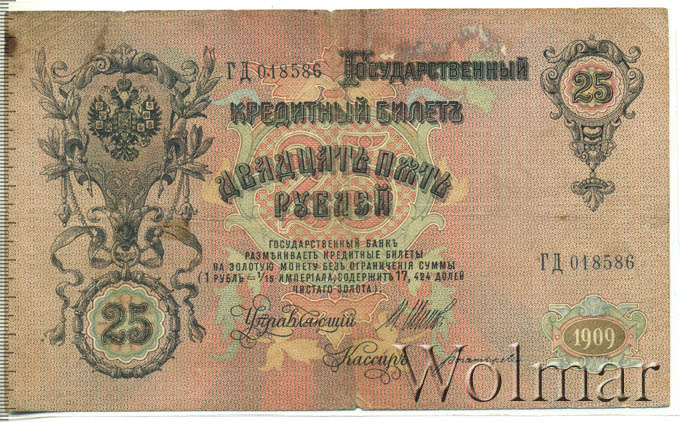 ГД 018586 Государственный
25
Кредитный Билетъ
Двадцать пять
Рублей
25
Государственный банкъ
размѣниваетъ кредитные билеты
на золотую монету безъ ограниченія суммы
(1 рубль = 1/15 имперіала, содержитъ 17,424 долей
чистаго золота).
ГД 018586
25
Управляющій
Кассиръ
1909
Wolmar